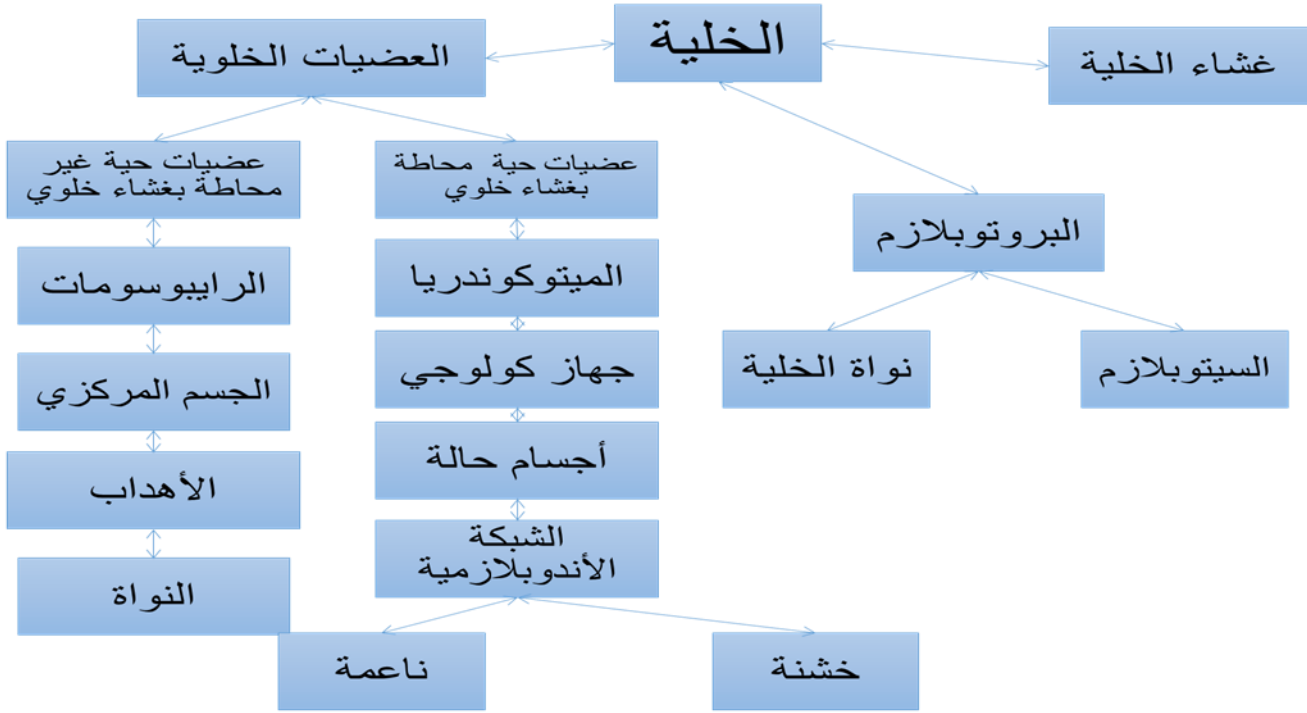 الخلية
غشاء الخلية
العضيات الخلوية
البروتوبلازم
السيتوبلازم
نواة الخلية
عضيات حية محاطة
بغشاء خلوي
الميتوكوندريا
جهاز كولوجي
أجسام حالة
الشبكة
الأندوبلازمية
خشنة
ناعمة
عضيات حية غير
محاطة بغشاء خلوي
الرايبوسومات
الجسم المركزي
الأهداب
النواة